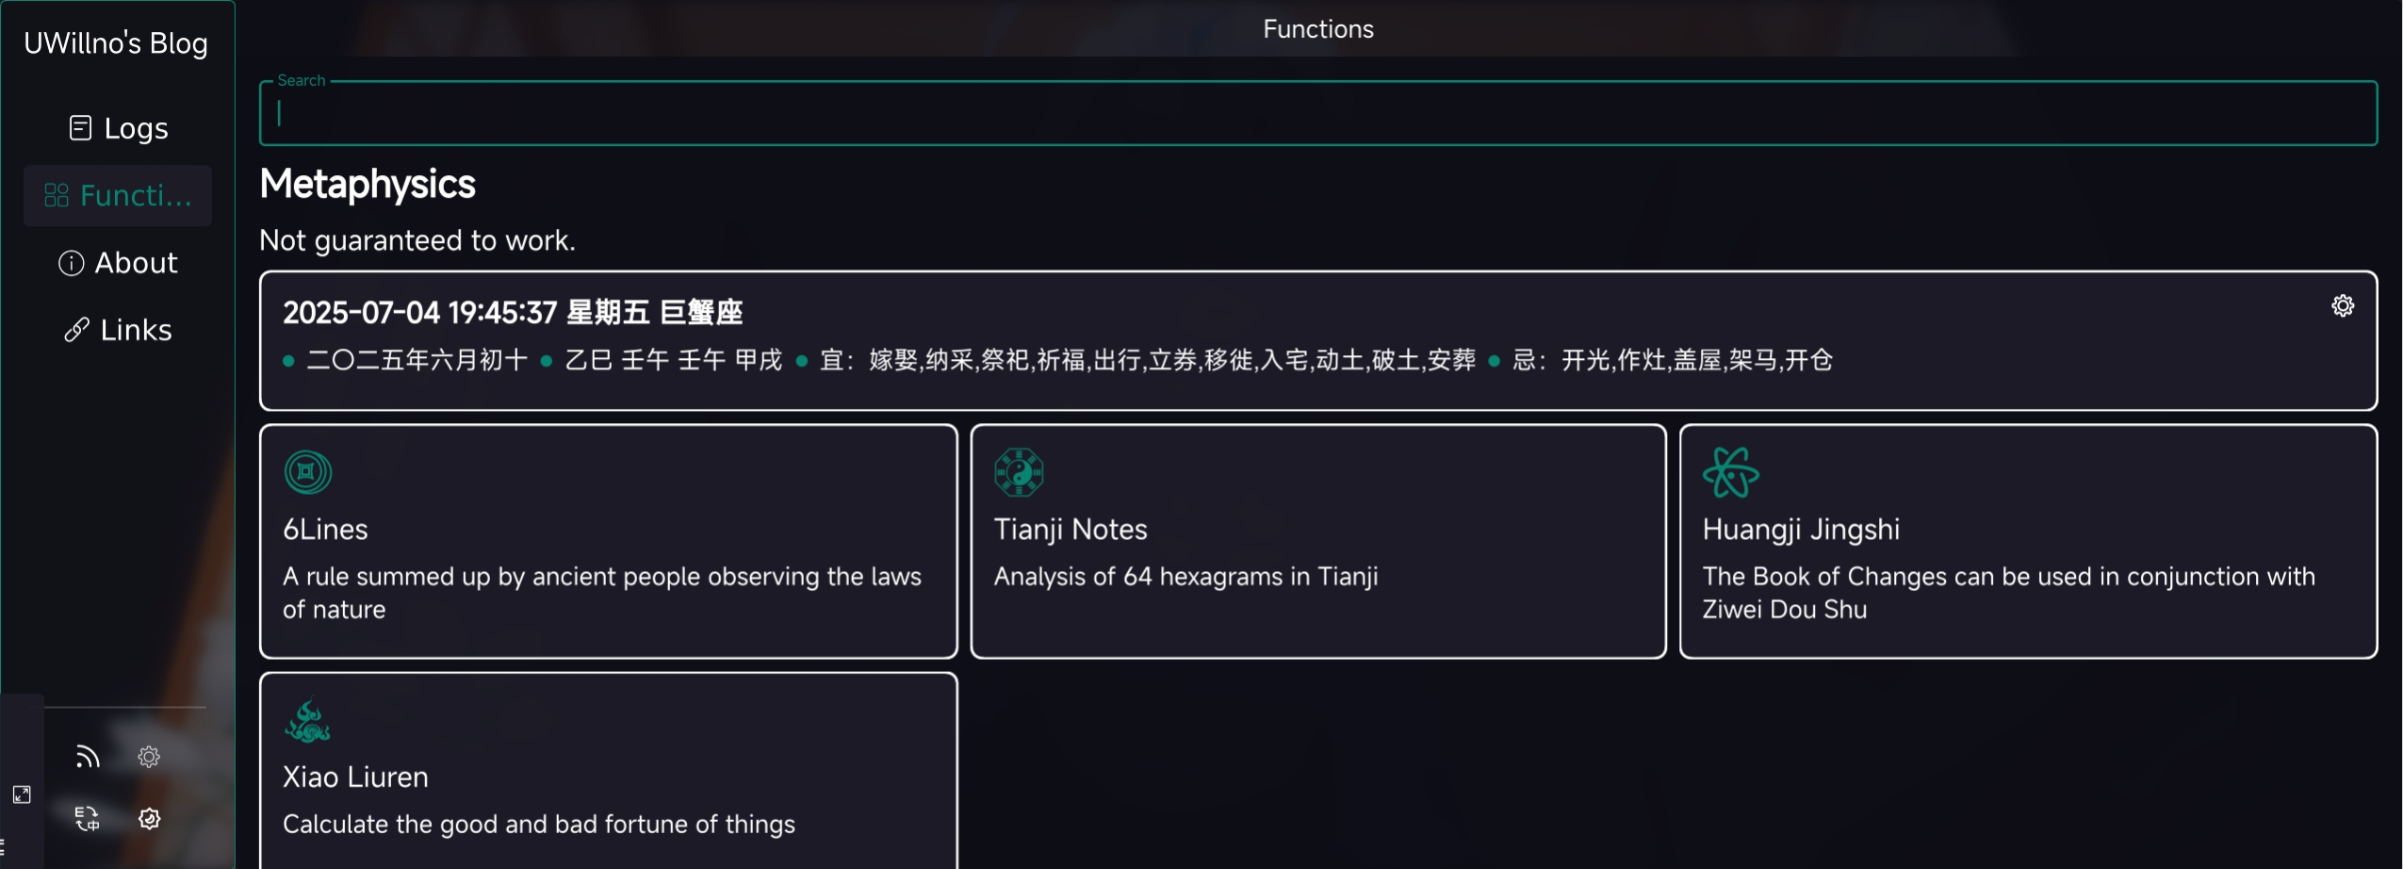 UWillno's Blog
Logs
Functi...
About
Links
Functions
Search
Metaphysics
Not guaranteed to work.
2025-07-04 19:45:37 星期五 巨蟹座
二〇二五年六月初十 乙巳 壬午 壬午 甲戌 宜：嫁娶,纳采,祭祀,祈福,出行,立券,移徙,入宅,动土,破土,安葬 忌：开光,作灶,盖屋,架马,开仓
6Lines
A rule summed up by ancient people observing the laws
of nature
Tianji Notes
Analysis of 64 hexagrams in Tianji
Huangji Jingshi
The Book of Changes can be used in conjunction with
Ziwei Dou Shu
Xiao Liuren
Calculate the good and bad fortune of things